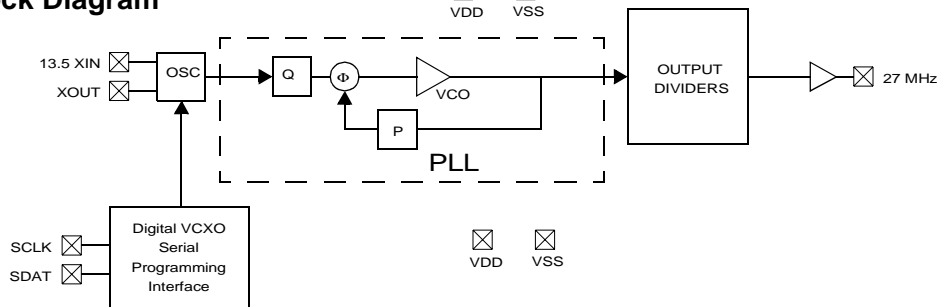 ck Diagram
VDD VSS
13.5 XIN
XOUT
OSC
Q
Φ
VCO
P
PLL
OUTPUT
DIVIDERS
27 MHz
Digital VCXO
Serial
Programming
Interface
SCLK
SDAT
VDD VSS